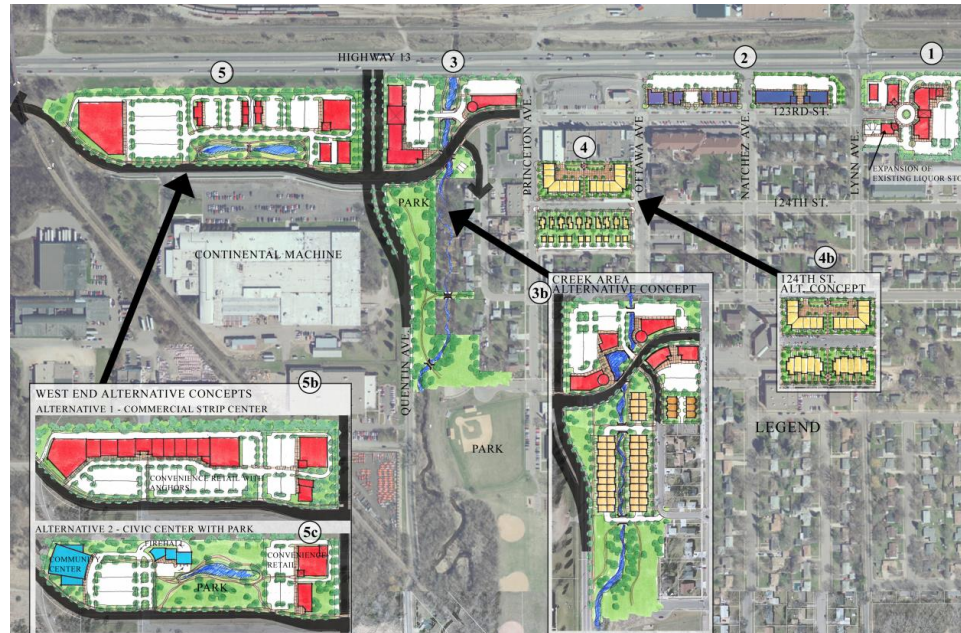 1
2
3
HIGHWAY 13
5
123RD ST.
PRINCETON AVE.
OTTAWA AVE
NATCHEZ AVE.
LYNN AVE.
4
EXPANSION OF
EXISTING LIQUOR STO
124TH ST.
PARK
CONTINENTAL MACHINE
4b
3b
CREEK AREA
ALTERNATIVE CONCEPT
124TH ST.
ALT. CONCEPT
QUENTIN AVE.
5b
WEST END ALTERNATIVE CONCEPTS
ALTERNATIVE 1 - COMMERCIAL STRIP CENTER
PARK
LEGEND
CONVENIENCE RETAIL WITH
ANCHORS
ALTERNATIVE 2 - CIVIC CENTER WITH PARK
5c
FIREHALL
COMMUNITY
CENTER
CONVENIENCE
RETAIL
PARK